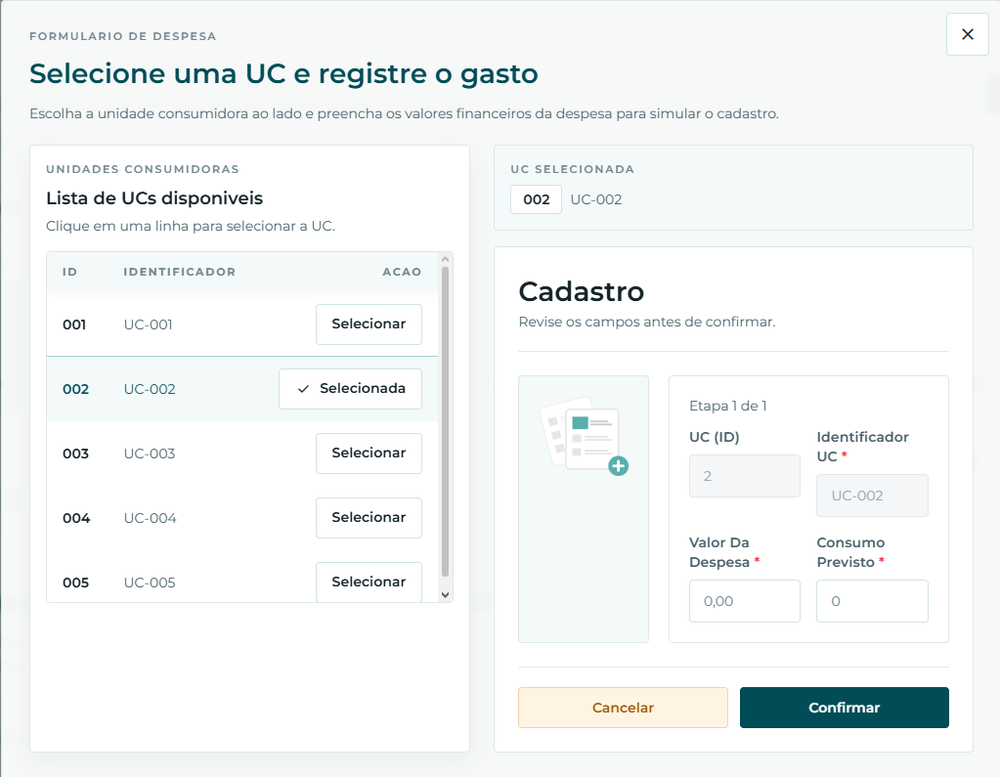 FORMULARIO DE DESPESA
Selecione uma UC e registre o gasto
Escolha a unidade consumidora ao lado e preencha os valores financeiros da despesa para simular o cadastro.
UNIDADES CONSUMIDORAS
Lista de UCs disponiveis
Clique em uma linha para selecionar a UC.
ID IDENTIFICADOR ACAO
001 UC-001 Selecionar
002 UC-002 Selecionada
003 UC-003 Selecionar
004 UC-004 Selecionar
005 UC-005 Selecionar
UC SELECIONADA
002 UC-002
Cadastro
Revise os campos antes de confirmar.
Etapa 1 de 1
UC (ID)
2
Identificador
UC *
UC-002
Valor Da
Despesa *
0,00
Consumo
Previsto *
0
Cancelar
Confirmar